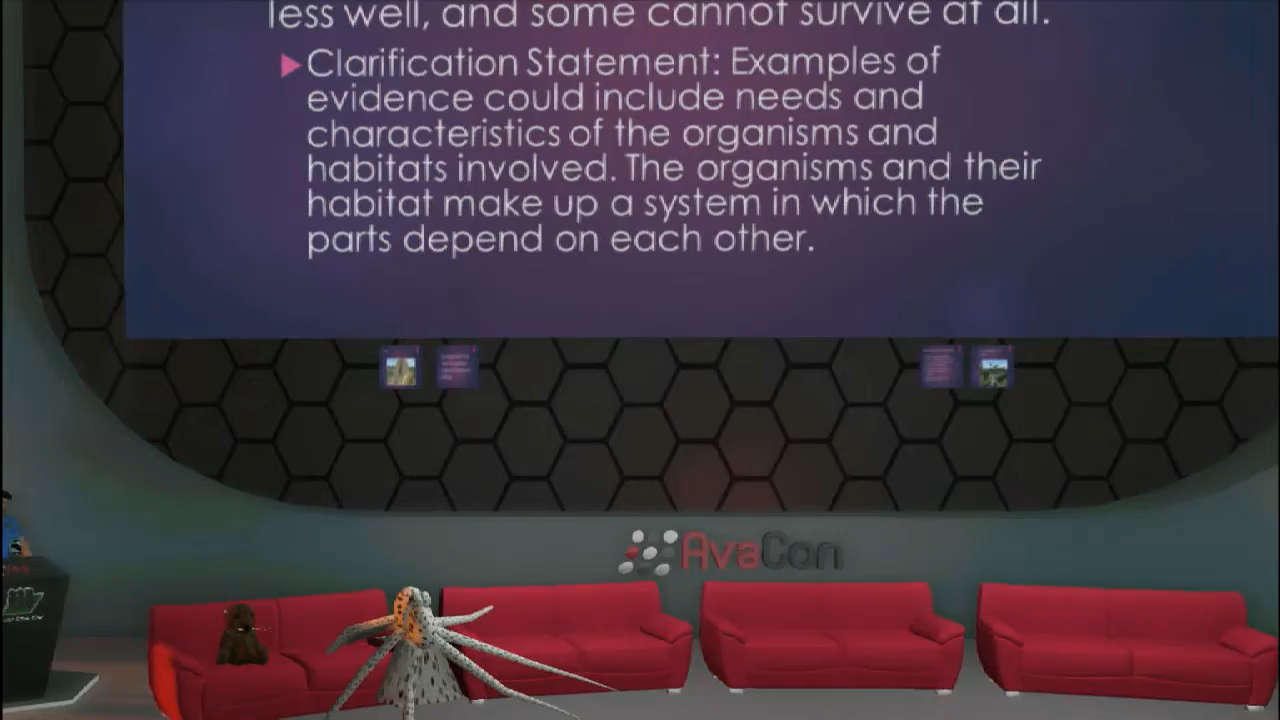 less well, and some cannot survive at all.
Clarification Statement: Examples of
evidence could include needs and
characteristics of the organisms and
habitats involved. The organisms and their
habitat make up a system in which the
parts depend on each other.
AvaCon